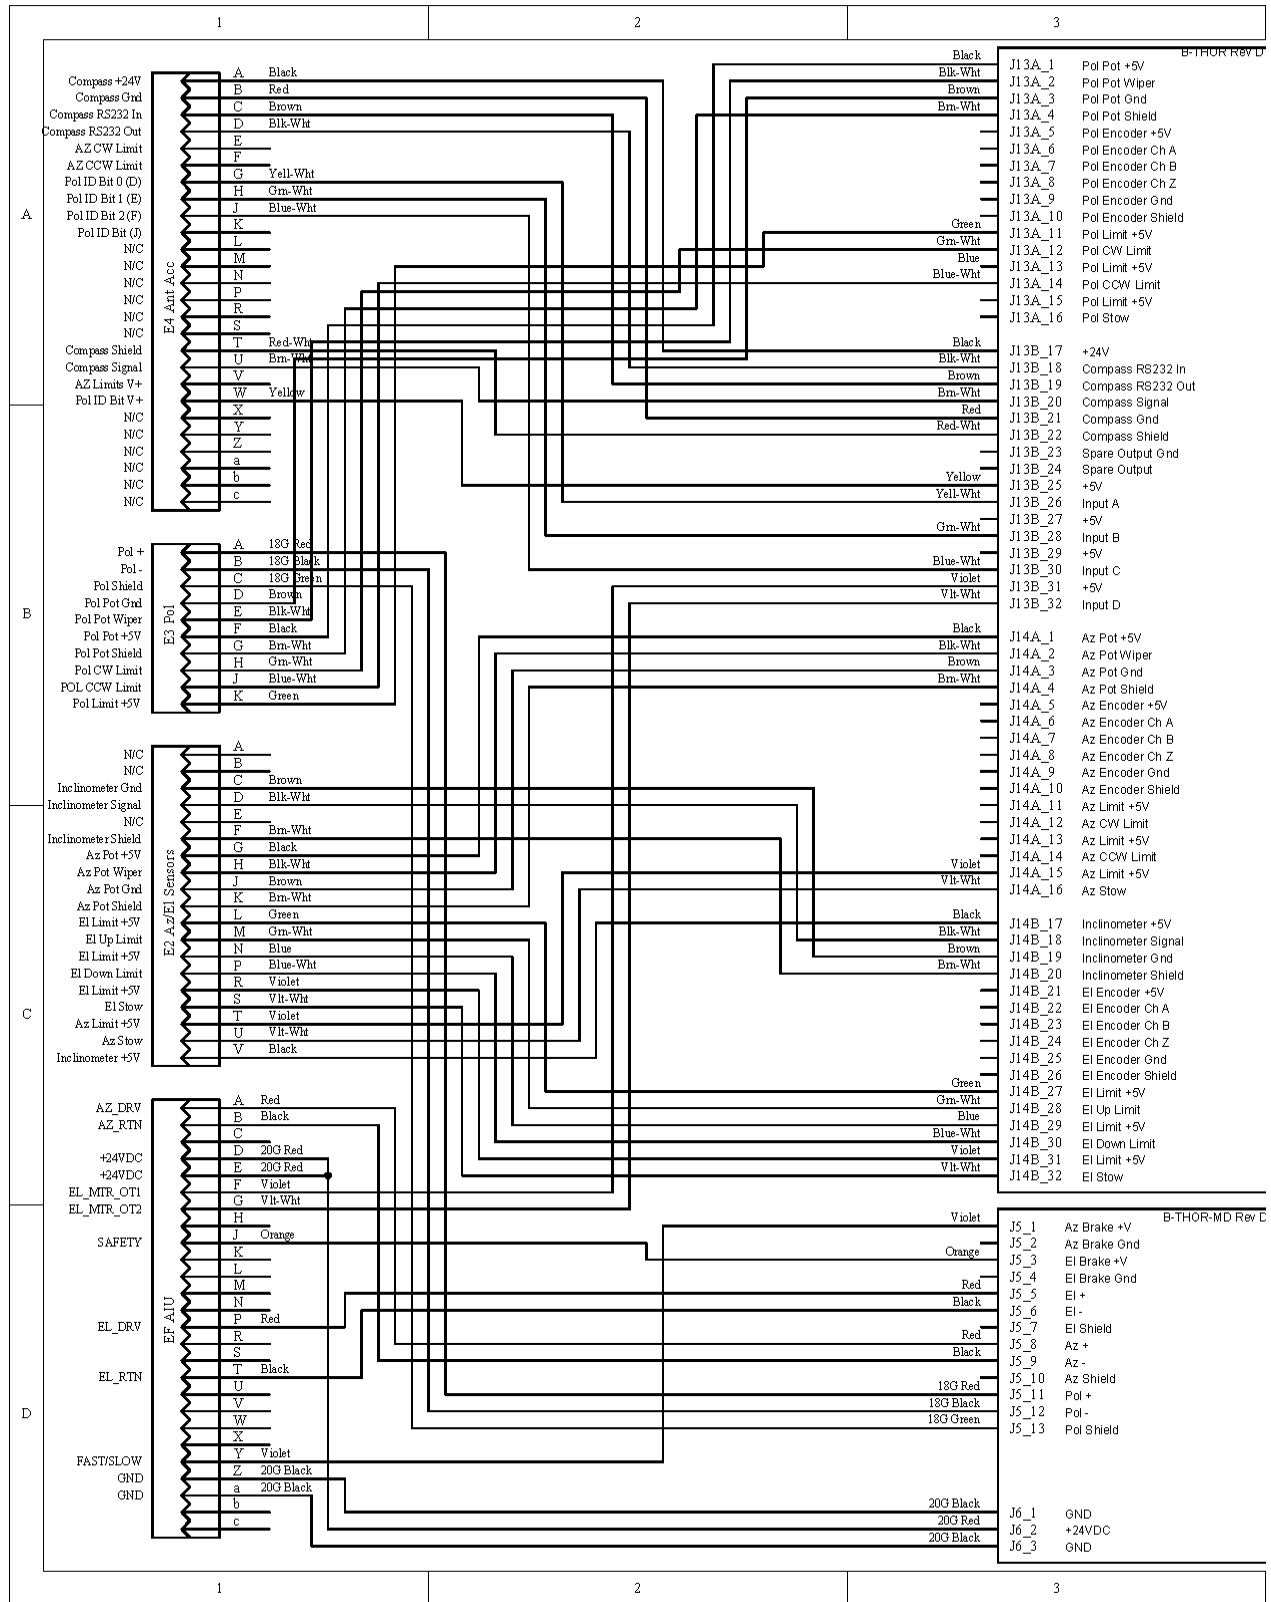 1 2 3
A
B
C
D
E4 Ant Acc
Compass +24V A Black
Compass Gnd B Red
Compass RS232 In C Brown
Compass RS232 Out D Blk-Wht
AZ CW Limit E
AZ CCW Limit F
Pol ID Bit 0 (D) G Yell-Wht
Pol ID Bit 1 (E) H Grn-Wht
Pol ID Bit 2 (F) J Blue-Wht
Pol ID Bit (J) K
N/C L
N/C M
N/C N
N/C P
N/C R
N/C S
Compass Shield T Red-Wht
Compass Signal U Brn-Wht
AZ Limits V+ V
Pol ID Bit V+ W Yellow
N/C X
N/C Y
N/C Z
N/C a
N/C b
N/C c
E3 Pol
Pol + A 18G Red
Pol - B 18G Black
Pol Shield C 18G Green
Pol Pot Gnd D Brown
Pol Pot Wiper E Blk-Wht
Pol Pot +5V F Black
Pol Pot Shield G Brn-Wht
Pol CW Limit H Grn-Wht
POL CCW Limit J Blue-Wht
Pol Limit +5V K Green
E2 Az/El Sensors
N/C A
N/C B
Inclinometer Gnd C Brown
Inclinometer Signal D Blk-Wht
N/C E
Inclinometer Shield F Brn-Wht
Az Pot +5V G Black
Az Pot Wiper H Blk-Wht
Az Pot Gnd J Brown
Az Pot Shield K Brn-Wht
El Limit +5V L Green
El Up Limit M Grn-Wht
El Limit +5V N Blue
El Down Limit P Blue-Wht
El Limit +5V R Violet
El Stow S Vlt-Wht
Az Limit +5V T Violet
Az Stow U Vlt-Wht
Inclinometer +5V V Black
EF AIU
AZ_DRV A Red
AZ_RTN B Black
C
+24VDC D 20G Red
+24VDC E 20G Red
EL_MTR_OT1 F Violet
EL_MTR_OT2 G Vlt-Wht
H
SAFETY J Orange
K
L
M
N
EL_DRV P Red
R
S
EL_RTN T Black
U
V
W
X
FAST/SLOW Y Violet
GND Z 20G Black
GND a 20G Black
b
c
B-THOR Rev D
Black J13A_1 Pol Pot +5V
Blk-Wht J13A_2 Pol Pot Wiper
Brown J13A_3 Pol Pot Gnd
Brn-Wht J13A_4 Pol Pot Shield
J13A_5 Pol Encoder +5V
J13A_6 Pol Encoder Ch A
J13A_7 Pol Encoder Ch B
J13A_8 Pol Encoder Ch Z
J13A_9 Pol Encoder Gnd
J13A_10 Pol Encoder Shield
Green J13A_11 Pol Limit +5V
Grn-Wht J13A_12 Pol CW Limit
Blue J13A_13 Pol Limit +5V
Blue-Wht J13A_14 Pol CCW Limit
J13A_15 Pol Limit +5V
J13A_16 Pol Stow
Black J13B_17 +24V
Blk-Wht J13B_18 Compass RS232 In
Brown J13B_19 Compass RS232 Out
Brn-Wht J13B_20 Compass Signal
Red J13B_21 Compass Gnd
Red-Wht J13B_22 Compass Shield
J13B_23 Spare Output Gnd
J13B_24 Spare Output
Yellow J13B_25 +5V
Yell-Wht J13B_26 Input A
J13B_27 +5V
Grn-Wht J13B_28 Input B
J13B_29 +5V
Blue-Wht J13B_30 Input C
Violet J13B_31 +5V
Vlt-Wht J13B_32 Input D
Black J14A_1 Az Pot +5V
Blk-Wht J14A_2 Az Pot Wiper
Brown J14A_3 Az Pot Gnd
Brn-Wht J14A_4 Az Pot Shield
J14A_5 Az Encoder +5V
J14A_6 Az Encoder Ch A
J14A_7 Az Encoder Ch B
J14A_8 Az Encoder Ch Z
J14A_9 Az Encoder Gnd
J14A_10 Az Encoder Shield
J14A_11 Az Limit +5V
J14A_12 Az CW Limit
J14A_13 Az Limit +5V
J14A_14 Az CCW Limit
Violet J14A_15 Az Limit +5V
Vlt-Wht J14A_16 Az Stow
Black J14B_17 Inclinometer +5V
Blk-Wht J14B_18 Inclinometer Signal
Brown J14B_19 Inclinometer Gnd
Brn-Wht J14B_20 Inclinometer Shield
J14B_21 El Encoder +5V
J14B_22 El Encoder Ch A
J14B_23 El Encoder Ch B
J14B_24 El Encoder Ch Z
J14B_25 El Encoder Gnd
J14B_26 El Encoder Shield
Green J14B_27 El Limit +5V
Grn-Wht J14B_28 El Up Limit
Blue J14B_29 El Limit +5V
Blue-Wht J14B_30 El Down Limit
Violet J14B_31 El Limit +5V
Vlt-Wht J14B_32 El Stow
B-THOR-MD Rev D
Violet J5_1 Az Brake +V
J5_2 Az Brake Gnd
Orange J5_3 El Brake +V
J5_4 El Brake Gnd
Red J5_5 El +
Black J5_6 El -
J5_7 El Shield
Red J5_8 Az +
Black J5_9 Az -
J5_10 Az Shield
18G Red J5_11 Pol +
18G Black J5_12 Pol -
18G Green J5_13 Pol Shield
20G Black J6_1 GND
20G Red J6_2 +24VDC
20G Black J6_3 GND
1 2 3